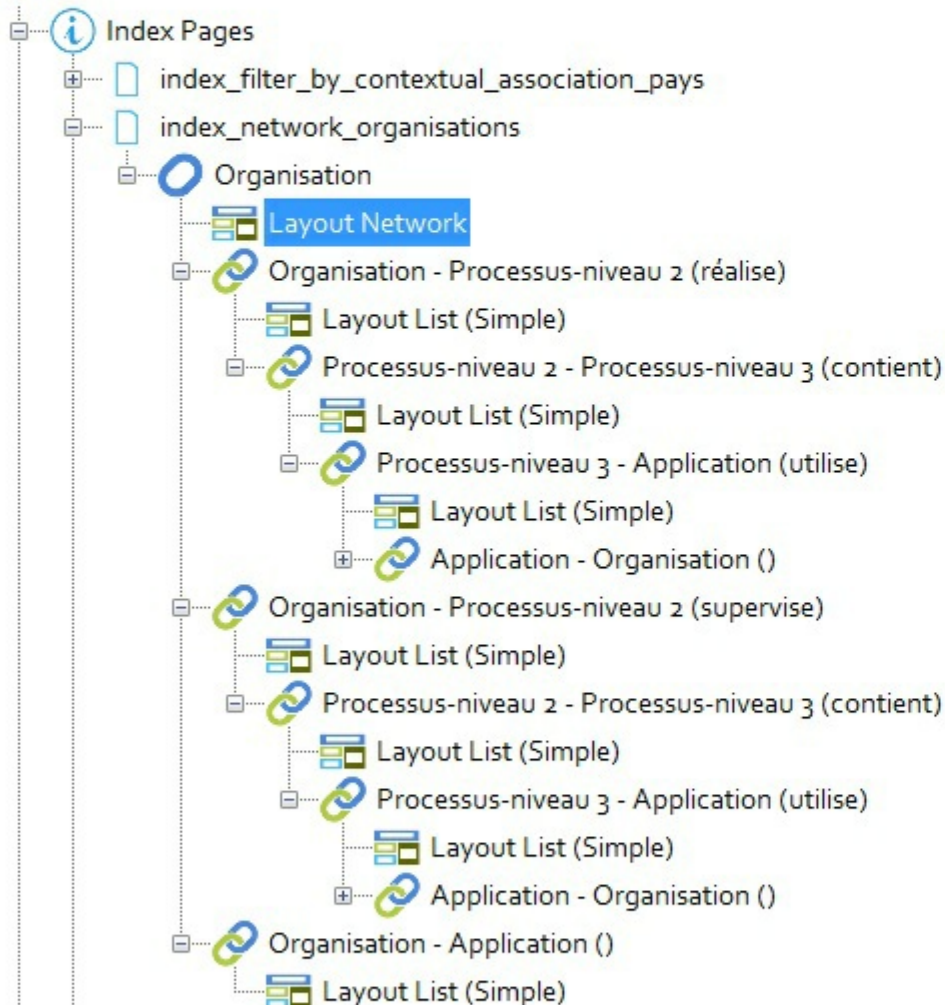 Index Pages
index_filter_by_contextual_association_pays
index_network_organisations
Organisation
Layout Network
Organisation - Processus-niveau 2 (réalise)
Layout List (Simple)
Processus-niveau 2 - Processus-niveau 3 (contient)
Layout List (Simple)
Processus-niveau 3 - Application (utilise)
Layout List (Simple)
Application - Organisation ()
Organisation - Processus-niveau 2 (supervise)
Layout List (Simple)
Processus-niveau 2 - Processus-niveau 3 (contient)
Layout List (Simple)
Processus-niveau 3 - Application (utilise)
Layout List (Simple)
Application - Organisation ()
Organisation - Application ()
Layout List (Simple)